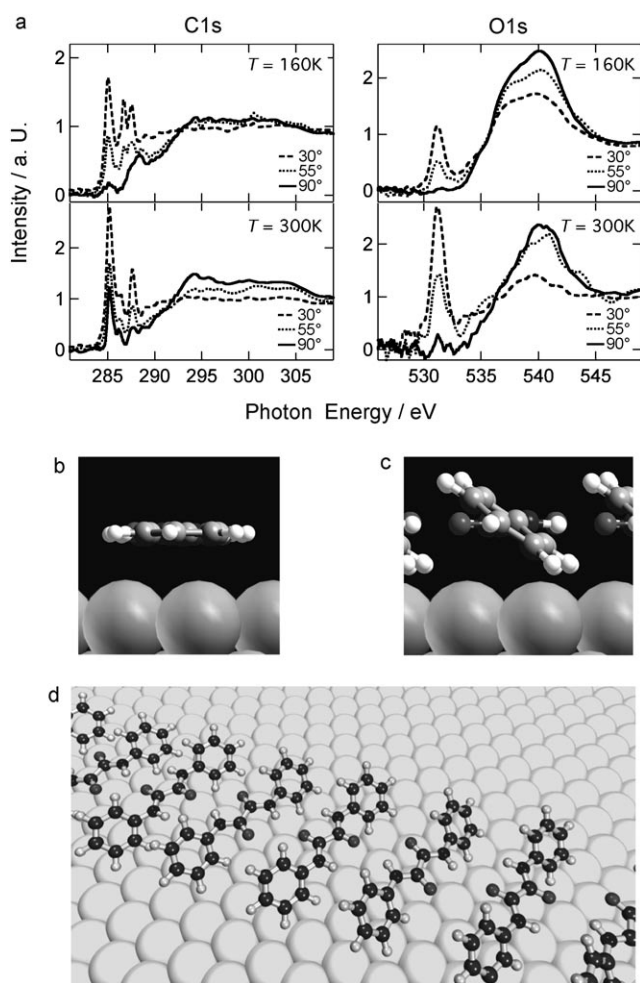 a
C1s
O1s
T = 160K
T = 160K
2
1
0
30°
55°
90°
2
1
0
30°
55°
90°
Intensity / a. U.
T = 300K
T = 300K
2
1
0
30°
55°
90°
2
1
0
30°
55°
90°
285 290 295 300 305
530 535 540 545
Photon Energy / eV
b
c
d